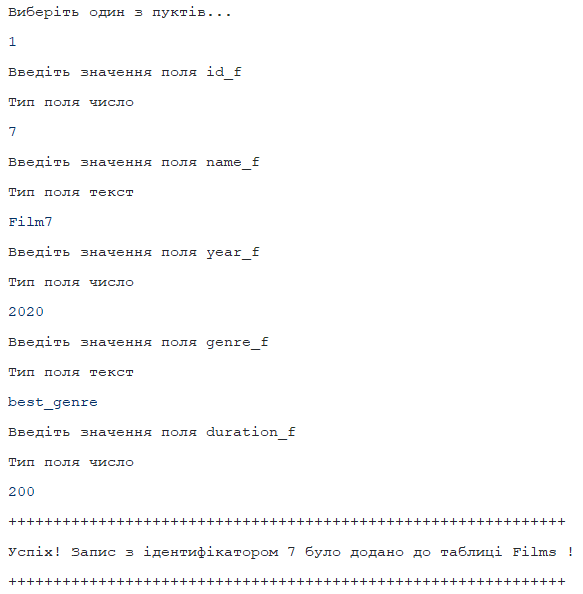 Виберіть один з пуктів...
1
Введіть значення поля id_f
Тип поля число
7
Введіть значення поля name_f
Тип поля текст
Film7
Введіть значення поля year_f
Тип поля число
2020
Введіть значення поля genre_f
Тип поля текст
best_genre
Введіть значення поля duration_f
Тип поля число
200
++++++++++++++++++++++++++++++++++++++++++++++++++++++++++++++
Успіх! Запис з ідентифікатором 7 було додано до таблиці Films !
++++++++++++++++++++++++++++++++++++++++++++++++++++++++++++++